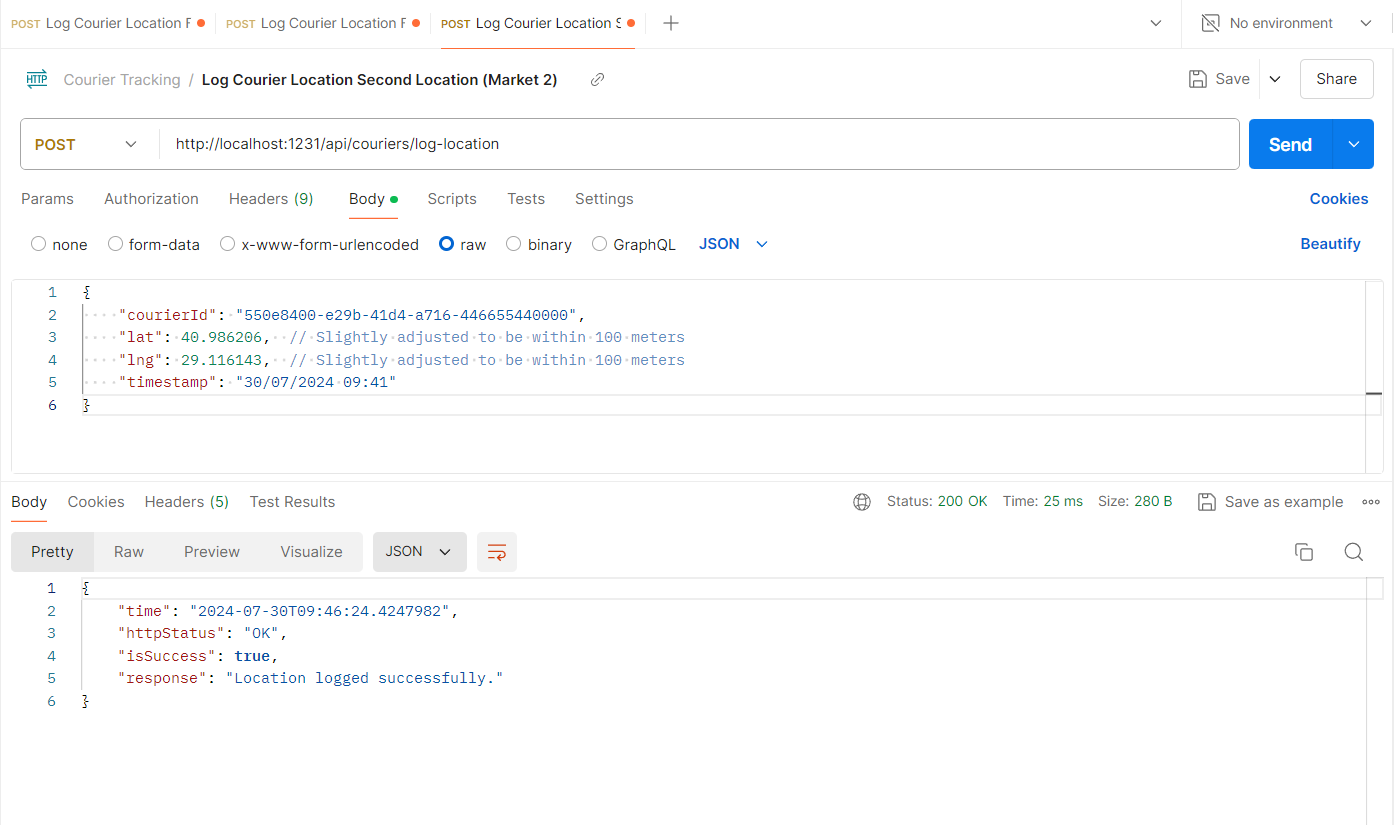 POST Log Courier Location F POST Log Courier Location F POST Log Courier Location S No environment
HTTP Courier Tracking / Log Courier Location Second Location (Market 2) Save Share
POST http://localhost:1231/api/couriers/log-location Send
Params Authorization Headers (9) Body Scripts Tests Settings Cookies
none form-data x-www-form-urlencoded raw binary GraphQL JSON Beautify
1 {
2 "courierId": "550e8400-e29b-41d4-a716-446655440000",
3 "lat": 40.986206, // Slightly adjusted to be within 100 meters
4 "lng": 29.116143, // Slightly adjusted to be within 100 meters
5 "timestamp": "30/07/2024 09:41"
6 }
Body Cookies Headers (5) Test Results Status: 200 OK Time: 25 ms Size: 280 B Save as example
Pretty Raw Preview Visualize JSON
1 {
2 "time": "2024-07-30T09:46:24.4247982",
3 "httpStatus": "OK",
4 "isSuccess": true,
5 "response": "Location logged successfully."
6 }